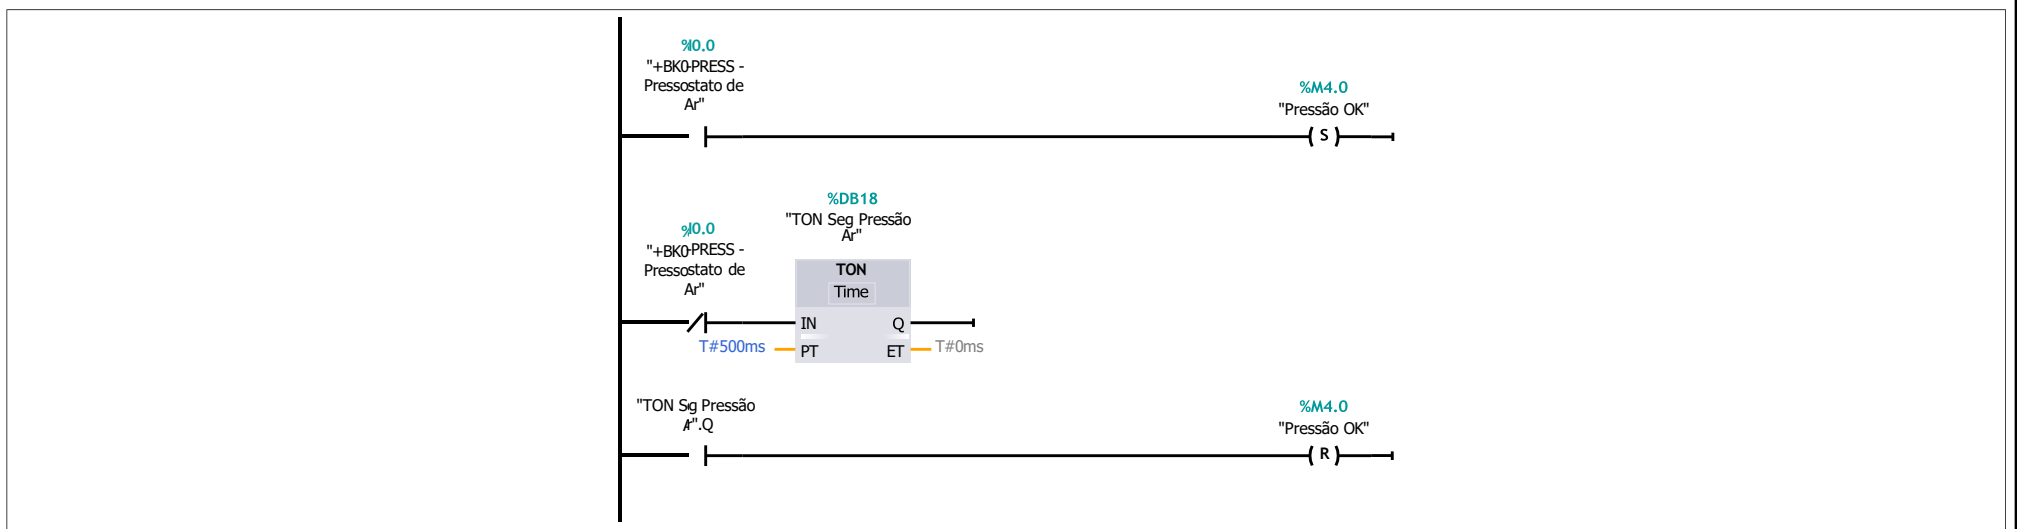 %I0.0
"+BK0-PRESS -
Pressostato de
Ar"
%M4.0
"Pressão OK"
( S )
%DB18
"TON Seg Pressão
Ar"
%I0.0
"+BK0-PRESS -
Pressostato de
Ar"
TON
Time
IN Q
T#500ms PT ET T#0ms
"TON Seg Pressão
Ar".Q
%M4.0
"Pressão OK"
( R )